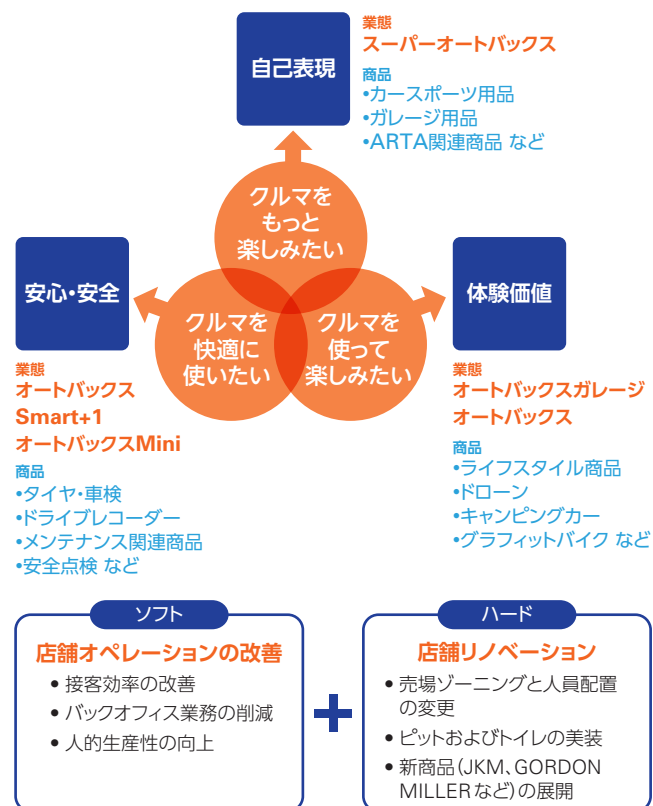 自己表現
業態
スーパーオートバックス
商品
•カースポーツ用品
•ガレージ用品
•ARTA関連商品 など
クルマを
もっと
楽しみたい
クルマを
快適に
使いたい
クルマを
使って
楽しみたい
安心・安全
業態
オートバックス
Smart+1
オートバックスMini
商品
•タイヤ・車検
•ドライブレコーダー
•メンテナンス関連商品
•安全点検 など
体験価値
業態
オートバックスガレージ
オートバックス
商品
•ライフスタイル商品
•ドローン
•キャンピングカー
•グラフィットバイク など
ソフト
店舗オペレーションの改善
• 接客効率の改善
• バックオフィス業務の削減
• 人的生産性の向上
+
ハード
店舗リノベーション
• 売場ゾーニングと人員配置
の変更
• ピットおよびトイレの美装
• 新商品(JKM、GORDON
MILLERなど)の展開